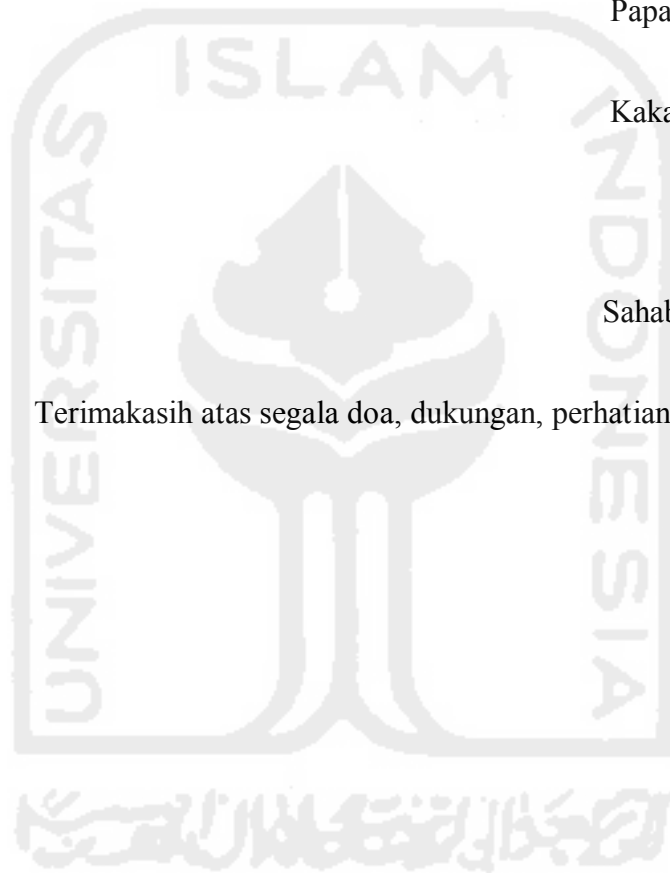 Papa
Kaka
Sahab
Terimakasih atas segala doa, dukungan, perhatian
UNIVERSITAS
ISLAM
INDONESIA